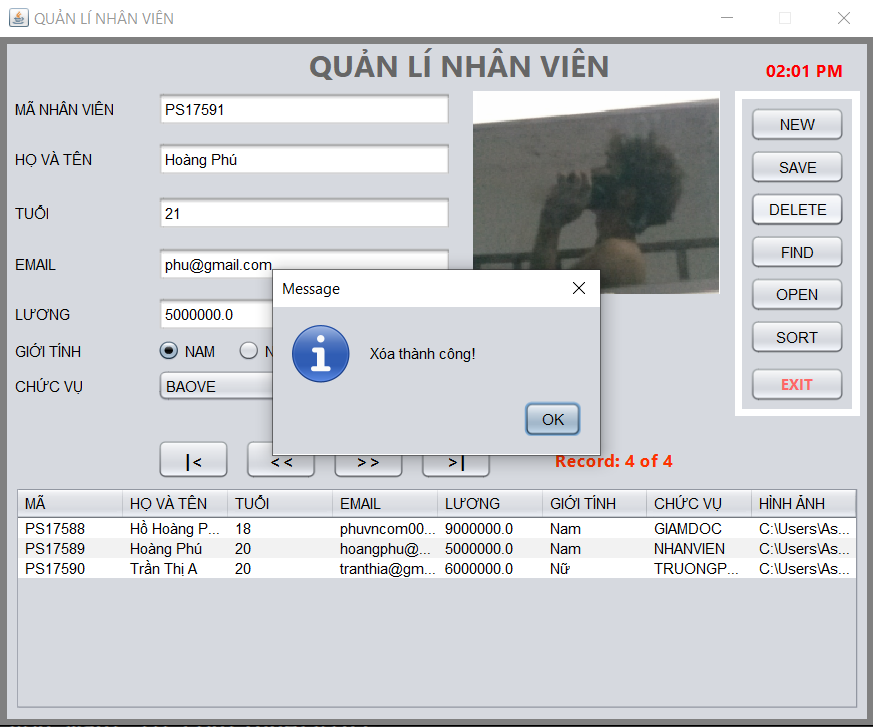 QUẢN LÍ NHÂN VIÊN
QUẢN LÍ NHÂN VIÊN
02:01 PM
MÃ NHÂN VIÊN PS17591
HỌ VÀ TÊN Hoàng Phú
TUỔI 21
EMAIL phu@gmail.com
LƯƠNG 5000000.0
GIỚI TÍNH NAM N
CHỨC VỤ BAOVE
NEW
SAVE
DELETE
FIND
OPEN
SORT
EXIT
Message
Xóa thành công!
OK
|< << >> >|
Record: 4 of 4
MÃ HỌ VÀ TÊN TUỔI EMAIL LƯƠNG GIỚI TÍNH CHỨC VỤ HÌNH ẢNH
PS17588 Hồ Hoàng P... 18 phuvncom00... 9000000.0 Nam GIAMDOC C:\Users\As...
PS17589 Hoàng Phú 20 hoangphu@... 5000000.0 Nam NHANVIEN C:\Users\As...
PS17590 Trần Thị A 20 tranthia@gm... 6000000.0 Nữ TRUONGP... C:\Users\As...